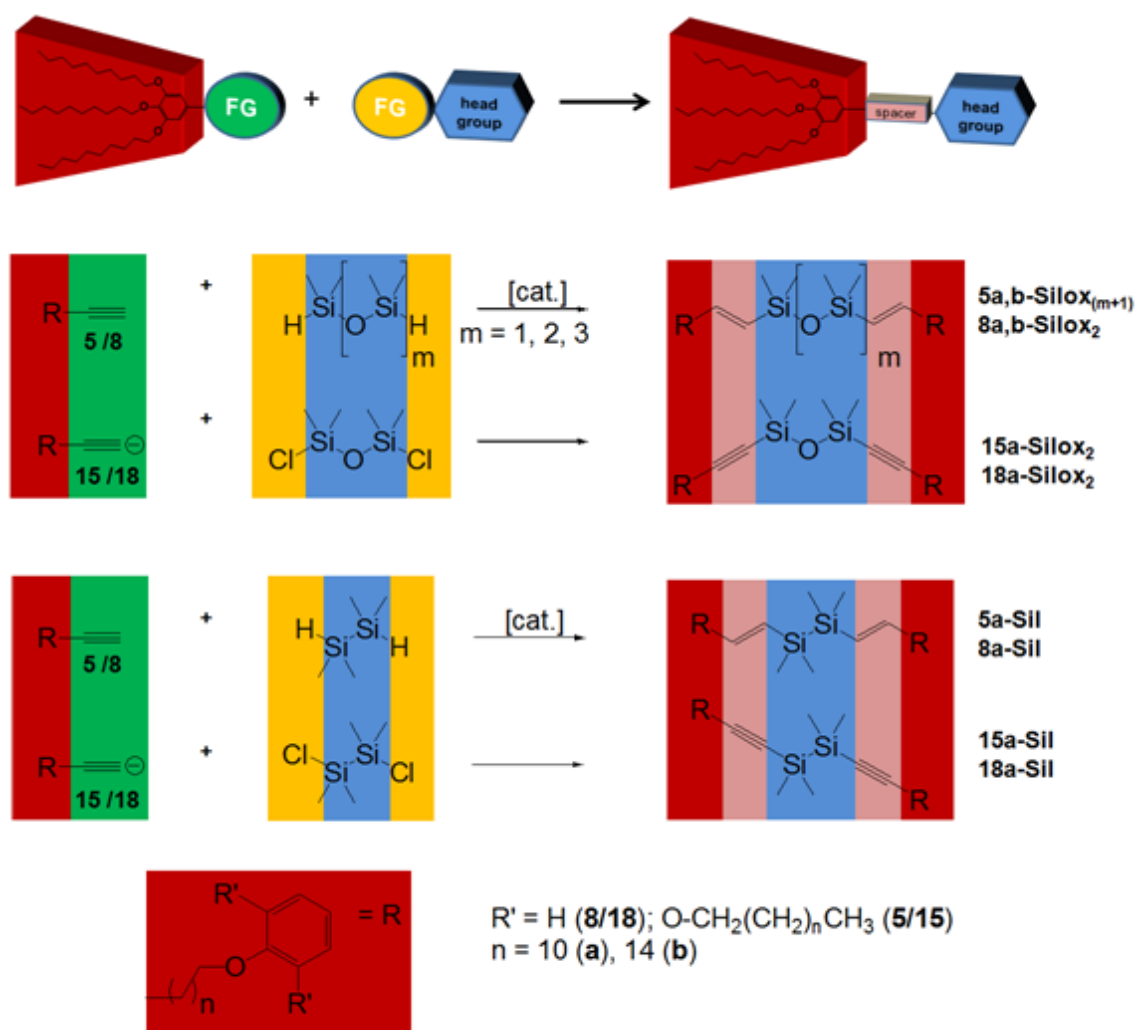 FG + FG head group spacer head group
R 5 /8 + H Si O Si H m [cat.] m = 1, 2, 3 R Si O Si R m 5a,b-Silox(m+1)
8a,b-Silox₂
R ⊖ 15 /18 + Cl Si O Si Cl R Si O Si R 15a-Silox₂
18a-Silox₂
R 5 /8 + H Si Si H [cat.] R Si Si R 5a-Sil
8a-Sil
R ⊖ 15 /18 + Cl Si Si Cl R Si Si R 15a-Sil
18a-Sil
R' O n R' = R
R' = H (8/18); O-CH₂(CH₂)ₙCH₃ (5/15)
n = 10 (a), 14 (b)